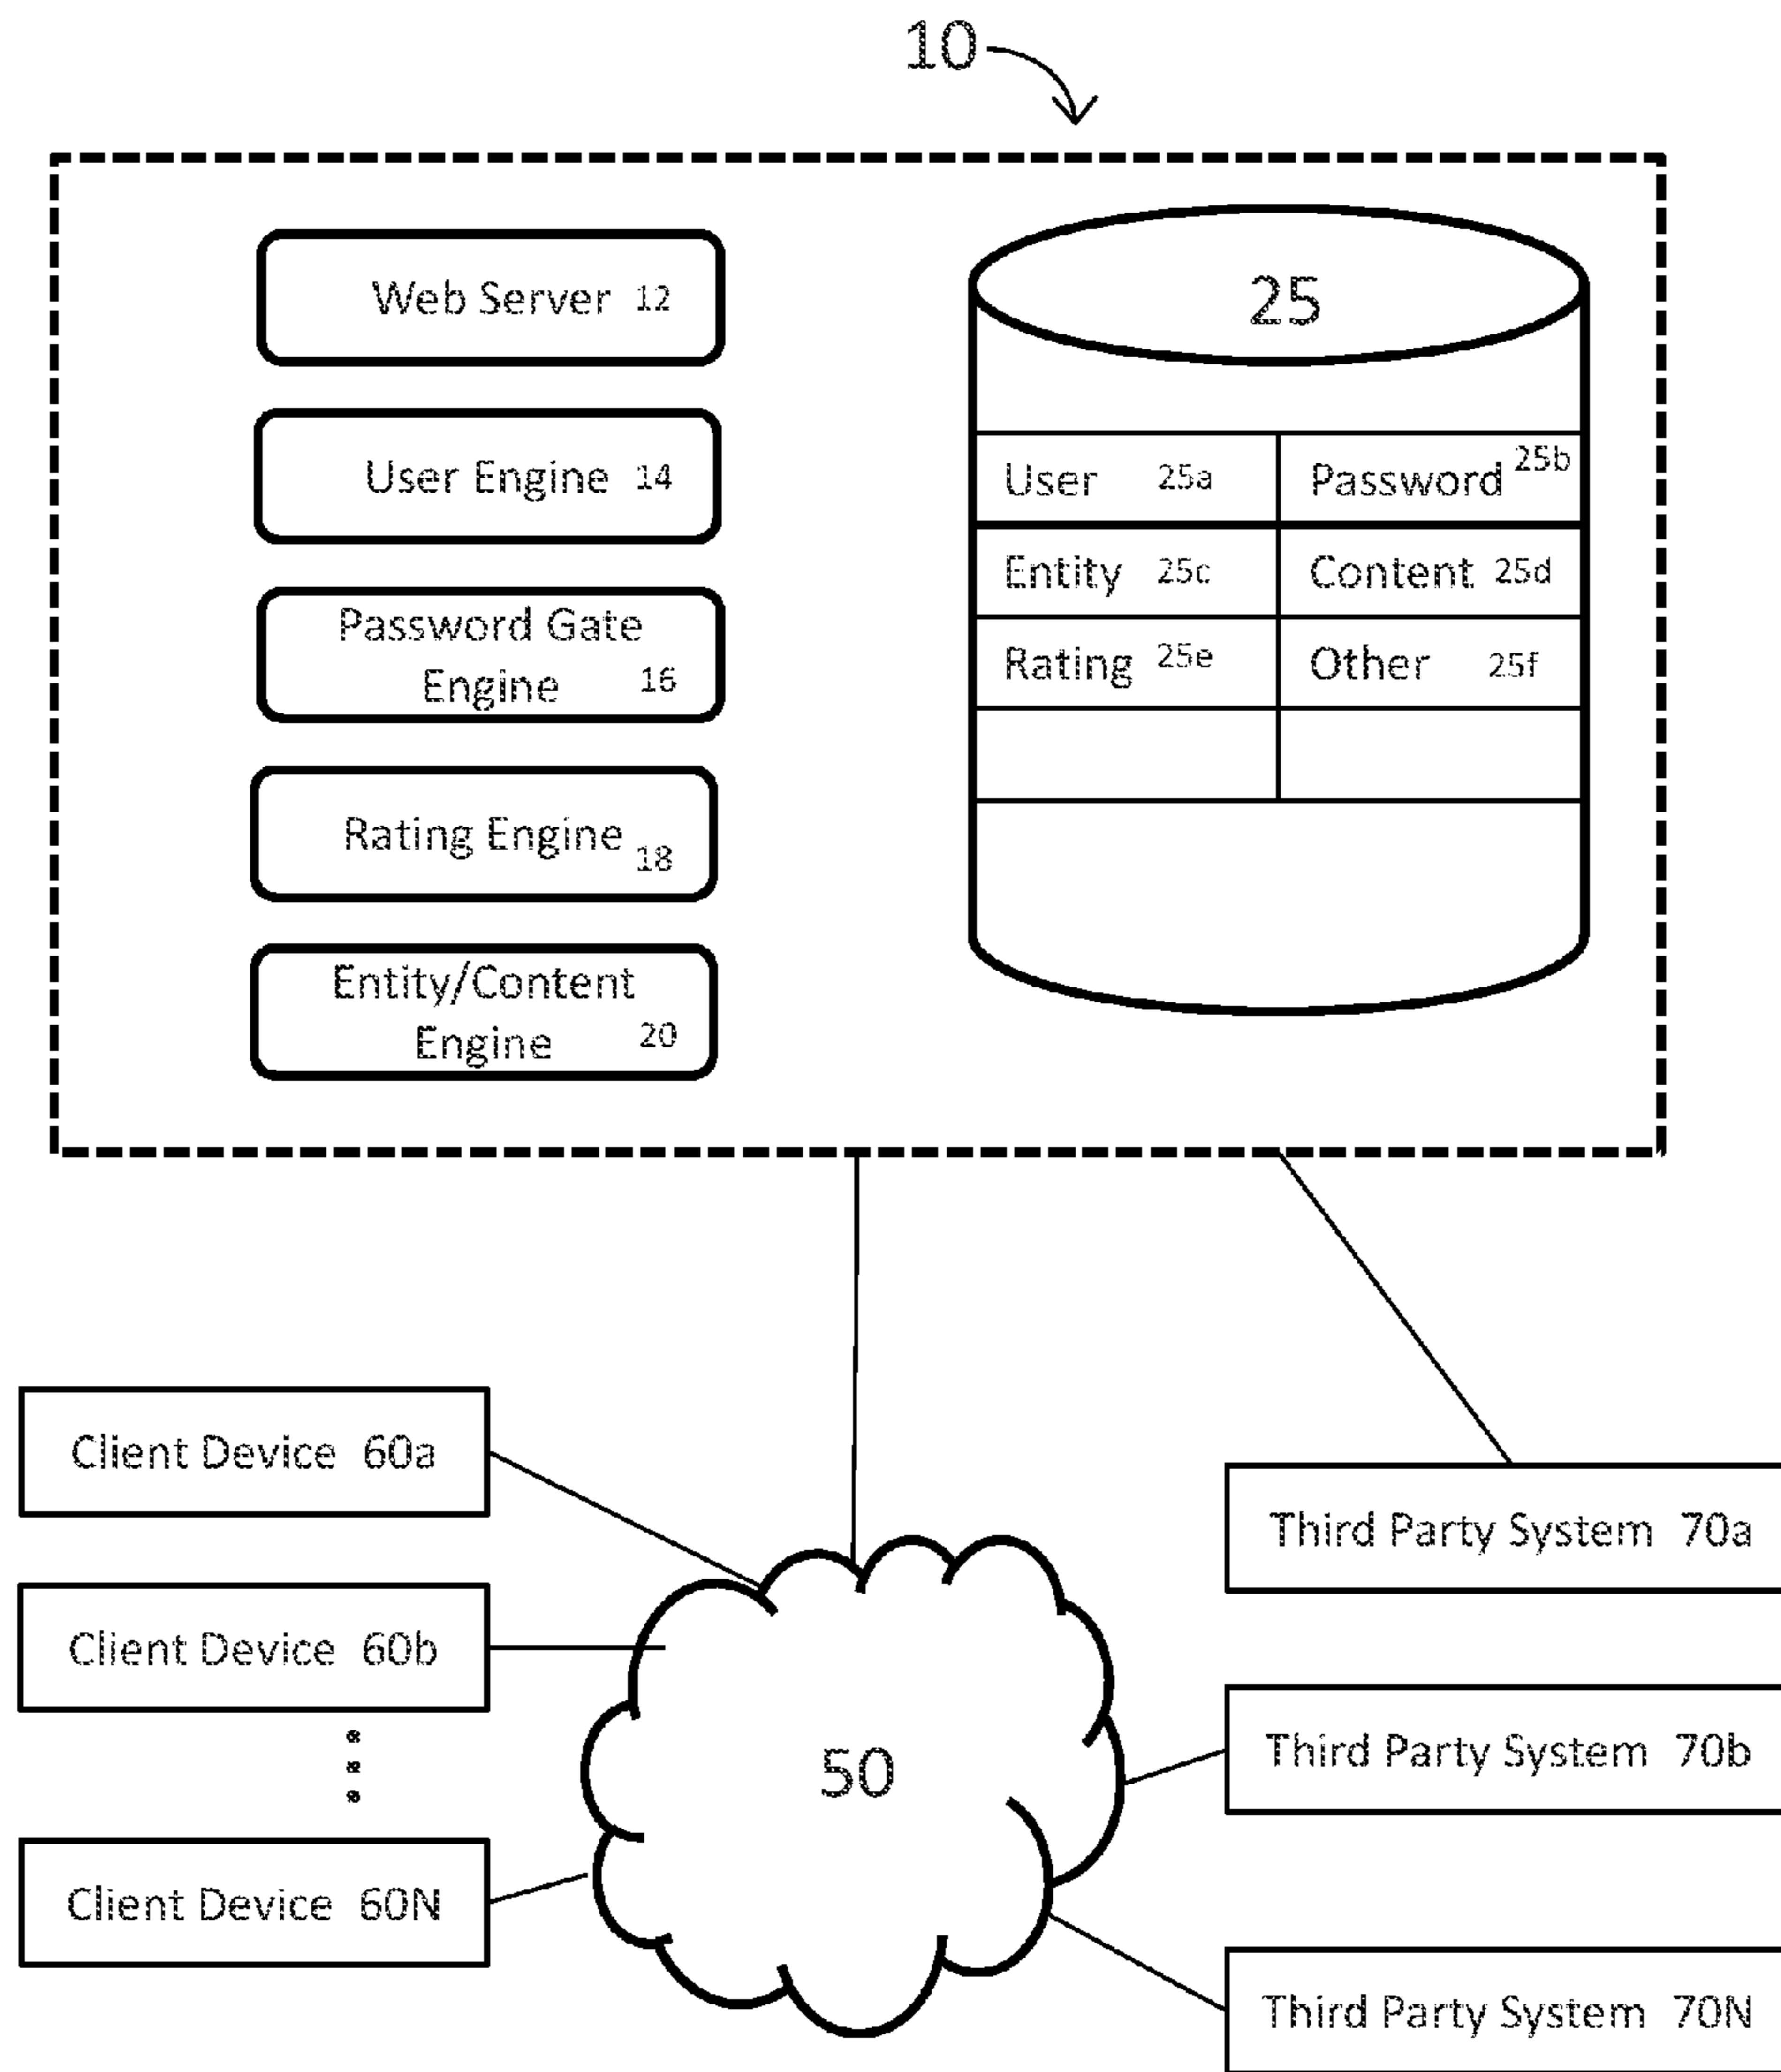 10
Web Server 12
User Engine 14
Password Gate
Engine 16
Rating Engine 18
Entity/Content
Engine 20
25
User 25a Password 25b
Entity 25c Content 25d
Rating 25e Other 25f
Client Device 60a
Client Device 60b
Client Device 60N
50
Third Party System 70a
Third Party System 70b
Third Party System 70N